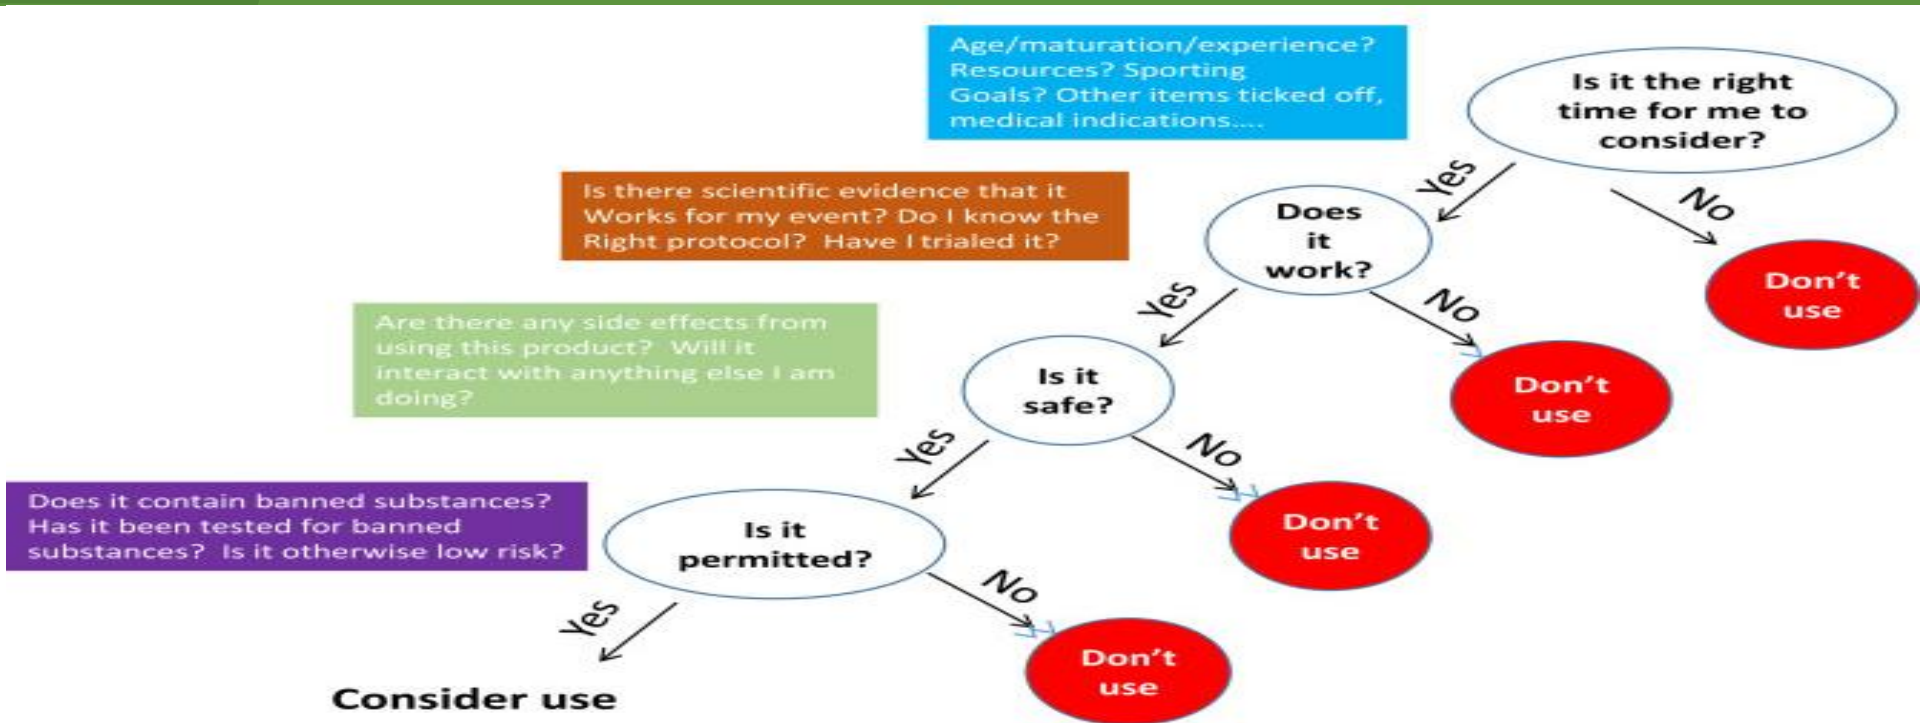 Age/maturation/experience?
Resources? Sporting
Goals? Other items ticked off,
medical indications....
Is it the right
time for me to
consider?
Yes
No
Is there scientific evidence that it
Works for my event? Do I know the
Right protocol? Have I trialed it?
Does
it
work?
Don't
use
Yes
No
Are there any side effects from
using this product? Will it
interact with anything else I am
doing?
Is it
safe?
Don't
use
Yes
No
Does it contain banned substances?
Has it been tested for banned
substances? Is it otherwise low risk?
Is it
permitted?
Don't
use
Yes
No
Don't
use
Consider use